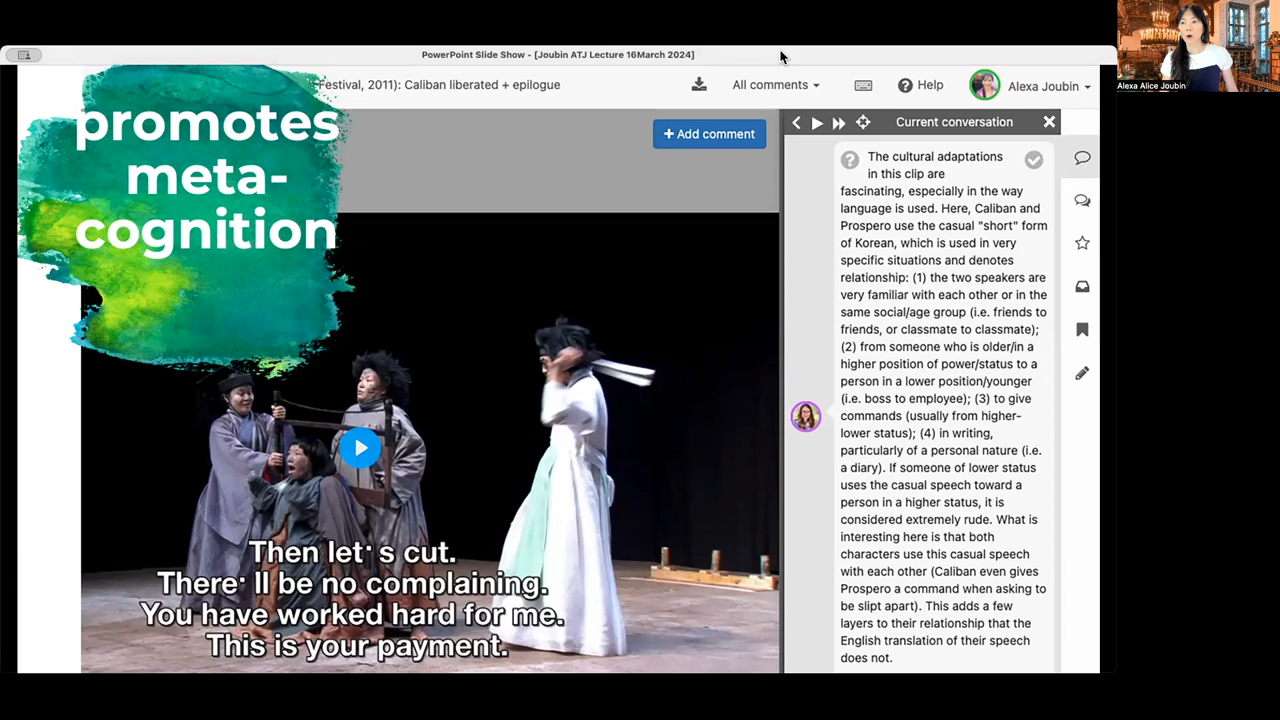 PowerPoint Slide Show - [Joubin ATJ Lecture 16March 2024]
Alexa Alice Joubin
Festival, 2011): Caliban liberated + epilogue
All comments
Help
Alexa Joubin
promotes
meta-
cognition
+ Add comment
Current conversation
The cultural adaptations
in this clip are
fascinating, especially in the way
language is used. Here, Caliban and
Prospero use the casual "short" form
of Korean, which is used in very
specific situations and denotes
relationship: (1) the two speakers are
very familiar with each other or in the
same social/age group (i.e. friends to
friends, or classmate to classmate);
(2) from someone who is older/in a
higher position of power/status to a
person in a lower position/younger
(i.e. boss to employee); (3) to give
commands (usually from higher-
lower status); (4) in writing,
particularly of a personal nature (i.e.
a diary). If someone of lower status
uses the casual speech toward a
person in a higher status, it is
considered extremely rude. What is
interesting here is that both
characters use this casual speech
with each other (Caliban even gives
Prospero a command when asking to
be slipt apart). This adds a few
layers to their relationship that the
English translation of their speech
does not.
Then let's cut.
There'll be no complaining.
You have worked hard for me.
This is your payment.